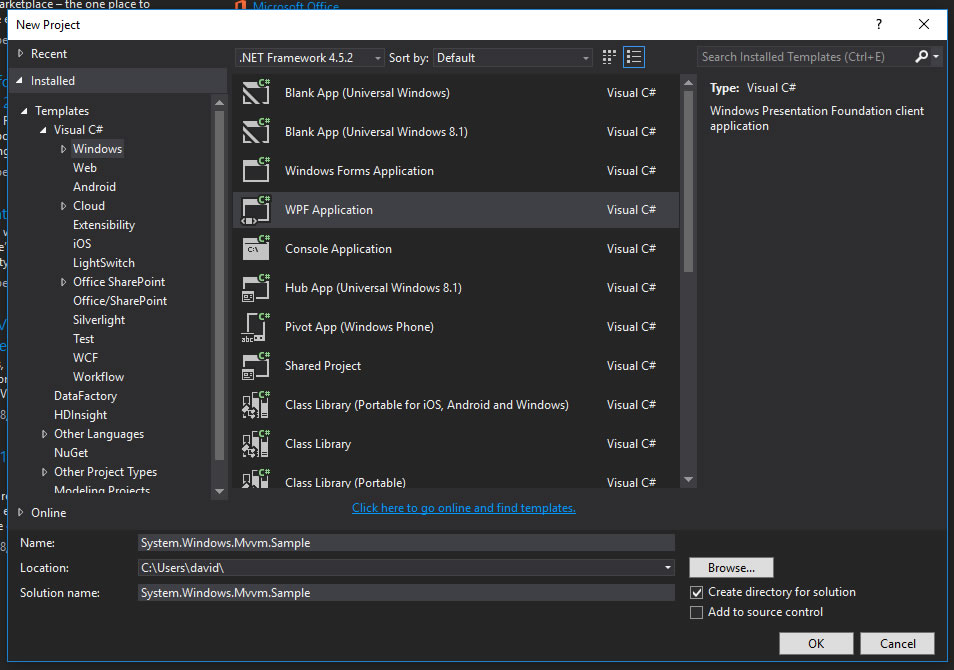 arketplace – the one place to
Microsoft Office
New Project
?
Recent
.NET Framework 4.5.2
Sort by:
Default
Search Installed Templates (Ctrl+E)
Installed
Templates
Visual C#
Windows
Web
Android
Cloud
Extensibility
iOS
LightSwitch
Office SharePoint
Office/SharePoint
Silverlight
Test
WCF
Workflow
DataFactory
HDInsight
Other Languages
NuGet
Other Project Types
Modeling Projects
Online
Blank App (Universal Windows) Visual C#
Blank App (Universal Windows 8.1) Visual C#
Windows Forms Application Visual C#
WPF Application Visual C#
Console Application Visual C#
Hub App (Universal Windows 8.1) Visual C#
Pivot App (Windows Phone) Visual C#
Shared Project Visual C#
Class Library (Portable for iOS, Android and Windows) Visual C#
Class Library Visual C#
Class Library (Portable) Visual C#
Click here to go online and find templates.
Type: Visual C#
Windows Presentation Foundation client
application
Name: System.Windows.Mvvm.Sample
Location: C:\Users\david\
Browse...
Solution name: System.Windows.Mvvm.Sample
Create directory for solution
Add to source control
OK
Cancel